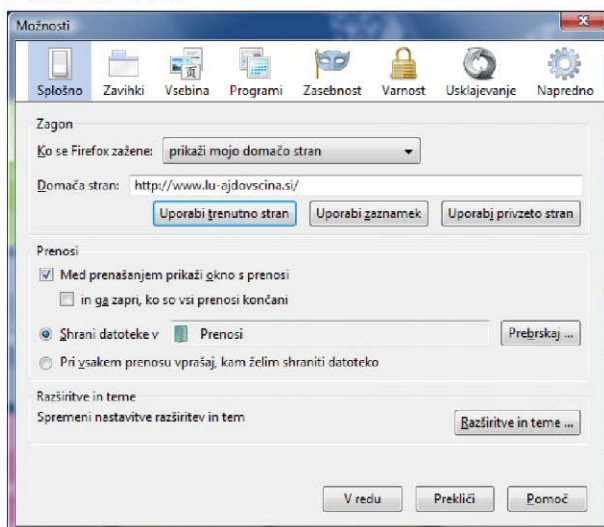 Možnosti
Splošno Zavihki Vsebina Programi Zasebnost Varnost Usklajevanje Napredno
Zagon
Ko se Firefox zažene: prikaži mojo domačo stran
Domača stran: http://www.lu-ajdovscina.si/
Uporabi trenutno stran Uporabi zaznamek Uporabi privzeto stran
Prenosi
Med prenašanjem prikaži okno s prenosi
in ga zapri, ko so vsi prenosi končani
Shrani datoteke v Prenosi Prebrskaj ...
Pri vsakem prenosu vprašaj, kam želim shraniti datoteko
Razširitve in teme
Spremeni nastavitve razširitev in tem Razširitve in teme ...
V redu Prekliči Pomoč